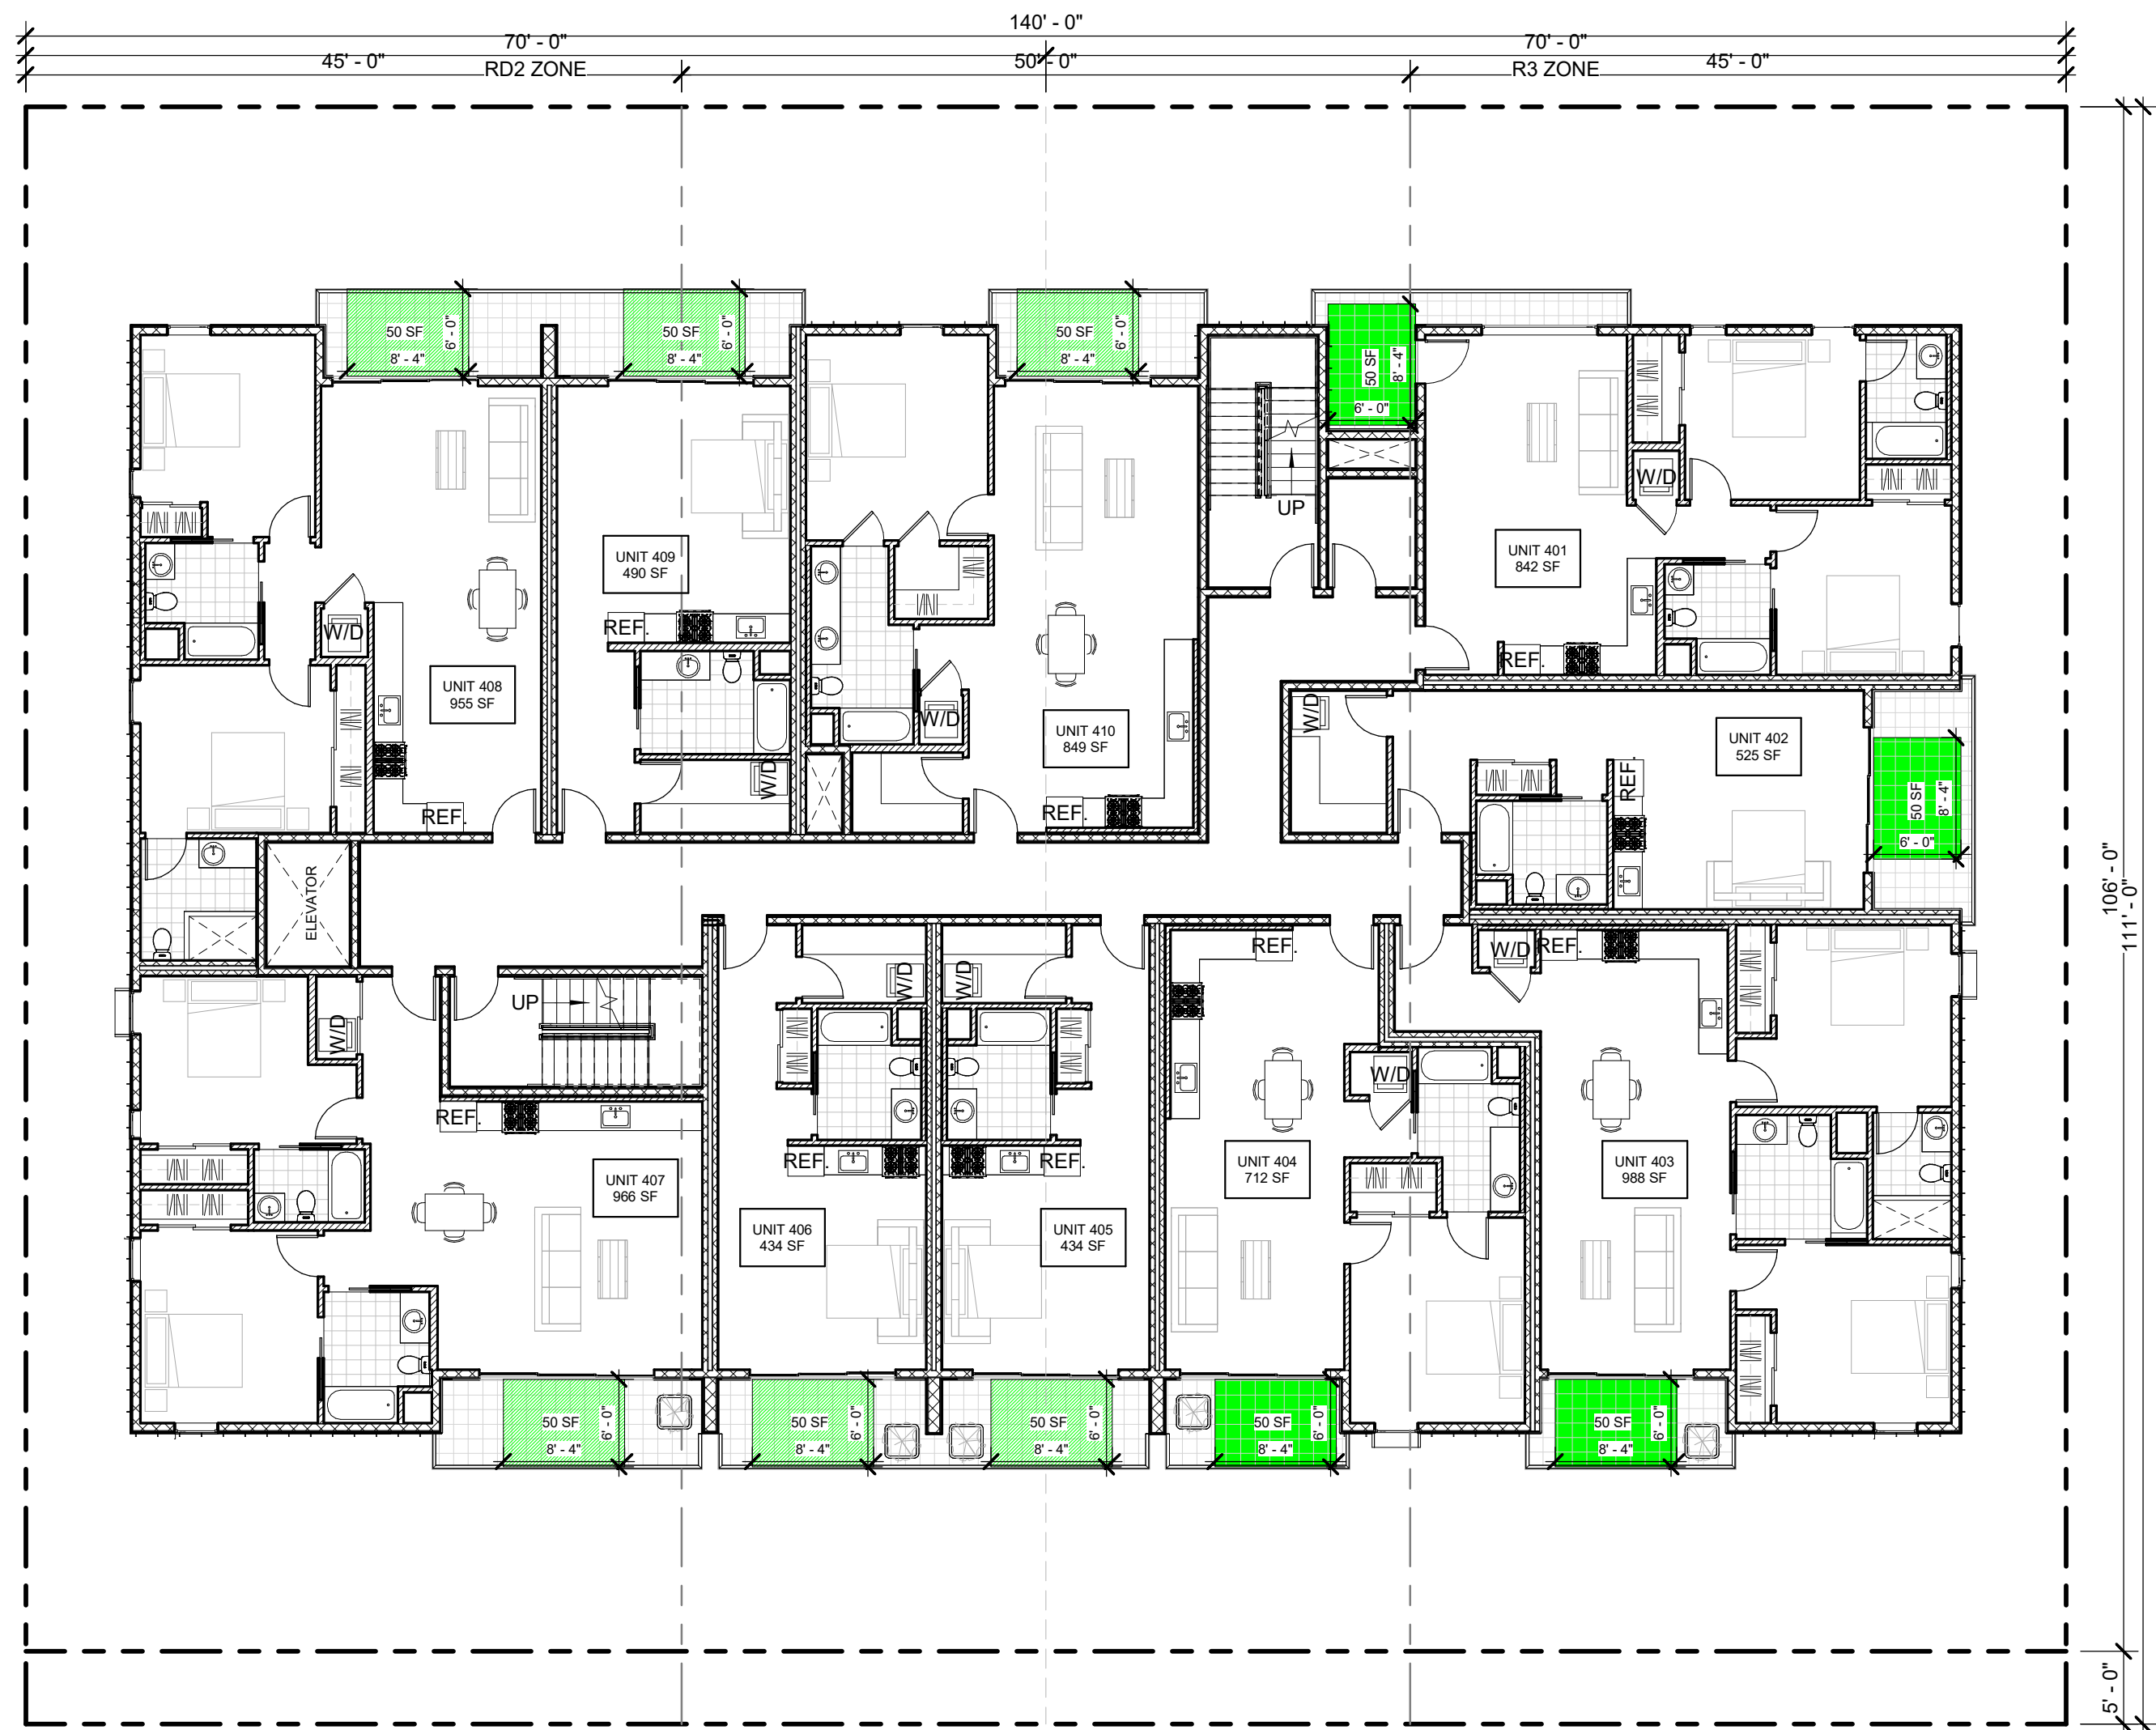 140' - 0"
70' - 0"
70' - 0"
45' - 0"
50' - 0"
45' - 0"
RD2 ZONE
R3 ZONE
50 SF
6' - 0"
8' - 4"
50 SF
6' - 0"
8' - 4"
50 SF
6' - 0"
8' - 4"
50 SF
8' - 4"
6' - 0"
W/D
UP
UNIT 401
842 SF
UNIT 409
490 SF
REF.
W/D
REF.
UNIT 408
955 SF
W/D
UNIT 410
849 SF
W/D
UNIT 402
525 SF
REF.
W/D
50 SF
8' - 4"
6' - 0"
REF.
REF.
ELEVATOR
106' - 0"
111' - 0"
REF.
W/D
REF.
W/D
W/D
UP
W/D
W/D
REF.
REF.
REF.
UNIT 404
712 SF
UNIT 403
988 SF
UNIT 407
966 SF
UNIT 406
434 SF
UNIT 405
434 SF
50 SF
6' - 0"
8' - 4"
50 SF
6' - 0"
8' - 4"
50 SF
6' - 0"
8' - 4"
50 SF
6' - 0"
8' - 4"
50 SF
6' - 0"
8' - 4"
5' - 0"